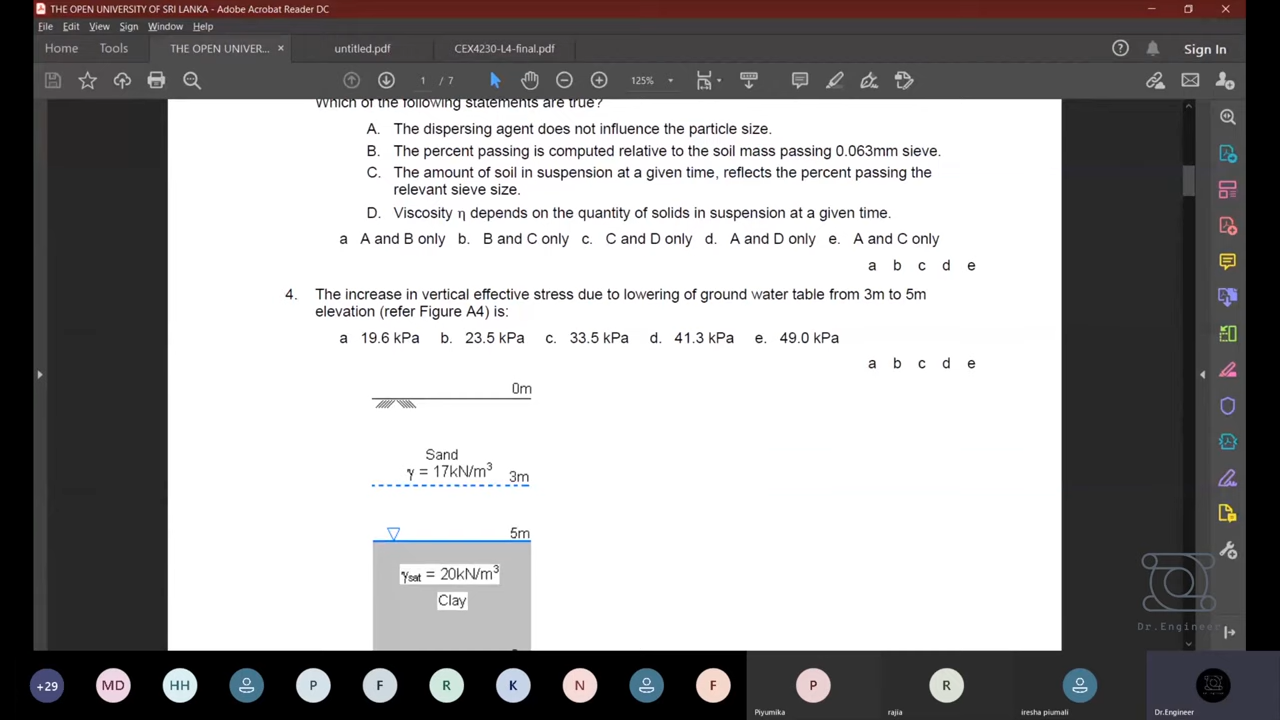 THE OPEN UNIVERSITY OF SRI LANKA - Adobe Acrobat Reader DC
File Edit View Sign Window Help
Home Tools THE OPEN UNIVER... × untitled.pdf CEX4230-L4-final.pdf Sign In
1 / 7 125%
Which of the following statements are true?
A. The dispersing agent does not influence the particle size.
B. The percent passing is computed relative to the soil mass passing 0.063mm sieve.
C. The amount of soil in suspension at a given time, reflects the percent passing the
relevant sieve size.
D. Viscosity η depends on the quantity of solids in suspension at a given time.
a A and B only b. B and C only c. C and D only d. A and D only e. A and C only
a b c d e
4. The increase in vertical effective stress due to lowering of ground water table from 3m to 5m
elevation (refer Figure A4) is:
a 19.6 kPa b. 23.5 kPa c. 33.5 kPa d. 41.3 kPa e. 49.0 kPa
a b c d e
0m
Sand
γ = 17kN/m³ 3m
5m
γsat = 20kN/m³
Clay
Dr.Engineer
+29 MD HH P F R K N F P R
Piyumika rajia iresha piumali Dr.Engineer